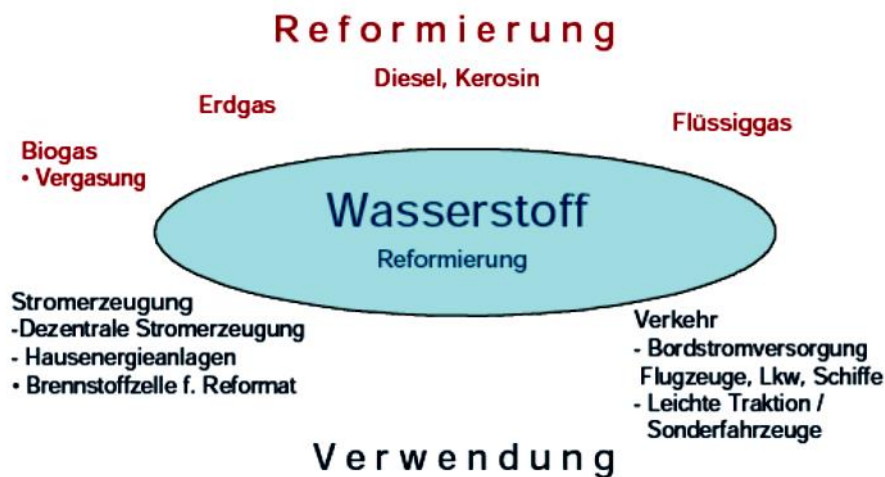 Reformierung
Diesel, Kerosin
Erdgas
Flüssiggas
Biogas
• Vergasung
Wasserstoff
Reformierung
Stromerzeugung
-Dezentrale Stromerzeugung
- Hausenergieanlagen
• Brennstoffzelle f. Reformat
Verkehr
- Bordstromversorgung
Flugzeuge, Lkw, Schiffe
- Leichte Traktion /
Sonderfahrzeuge
Verwendung